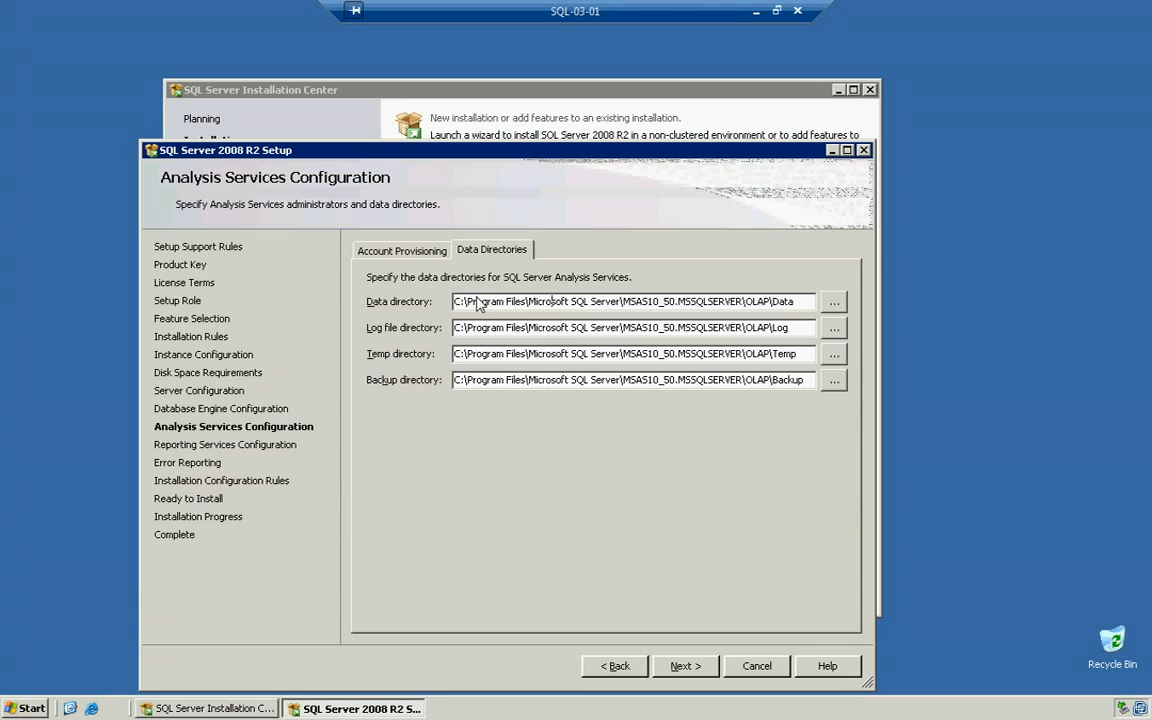 SQL-03-01
SQL Server Installation Center
Planning
New installation or add features to an existing installation.
Launch a wizard to install SQL Server 2008 R2 in a non-clustered environment or to add features to
SQL Server 2008 R2 Setup
Analysis Services Configuration
Specify Analysis Services administrators and data directories.
Setup Support Rules
Product Key
License Terms
Setup Role
Feature Selection
Installation Rules
Instance Configuration
Disk Space Requirements
Server Configuration
Database Engine Configuration
Analysis Services Configuration
Reporting Services Configuration
Error Reporting
Installation Configuration Rules
Ready to Install
Installation Progress
Complete
Account Provisioning Data Directories
Specify the data directories for SQL Server Analysis Services.
Data directory: C:\Program Files\Microsoft SQL Server\MSAS10_50.MSSQLSERVER\OLAP\Data ...
Log file directory: C:\Program Files\Microsoft SQL Server\MSAS10_50.MSSQLSERVER\OLAP\Log ...
Temp directory: C:\Program Files\Microsoft SQL Server\MSAS10_50.MSSQLSERVER\OLAP\Temp ...
Backup directory: C:\Program Files\Microsoft SQL Server\MSAS10_50.MSSQLSERVER\OLAP\Backup ...
< Back Next > Cancel Help
Recycle Bin
Start SQL Server Installation C... SQL Server 2008 R2 S...